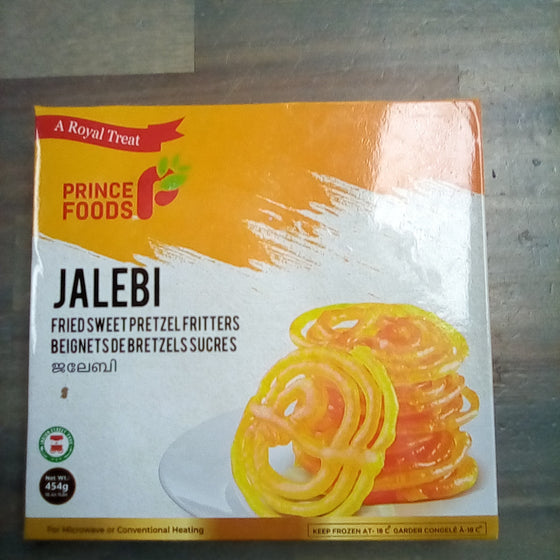 A Royal Treat
PRINCE
FOODS
JALEBI
FRIED SWEET PRETZEL FRITTERS
BEIGNETS DE BRETZELS SUCRES
ജലേബി
Net Wt.:
454g
For Microwave or Conventional Heating
KEEP FROZEN AT- 18 C° GARDER CONGELÉ À-18 C°